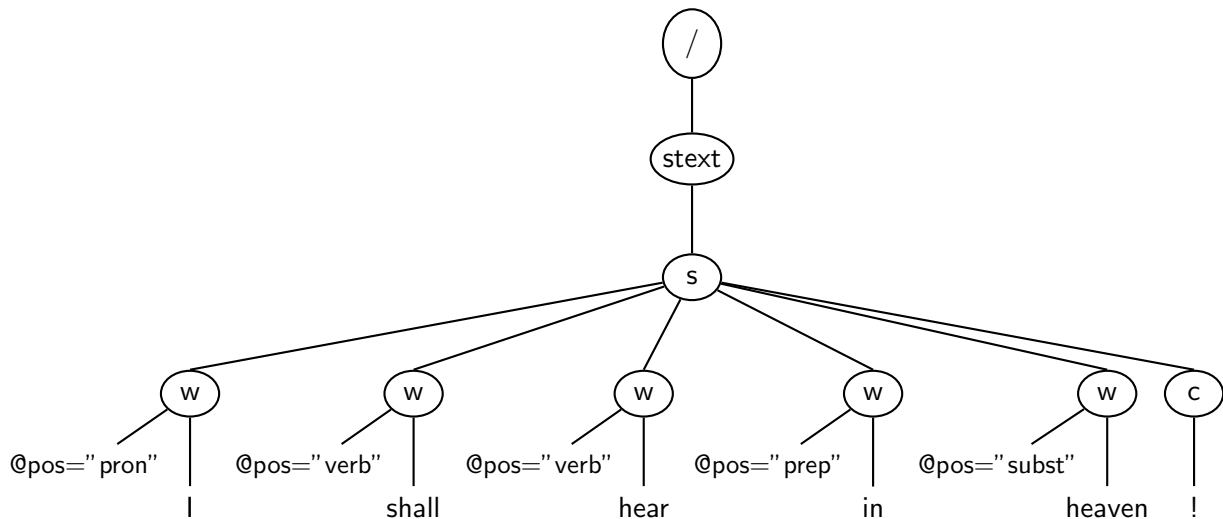 /
stext
s
w w w w w c
@pos="pron" @pos="verb" @pos="verb" @pos="prep" @pos="subst"
I shall hear in heaven !